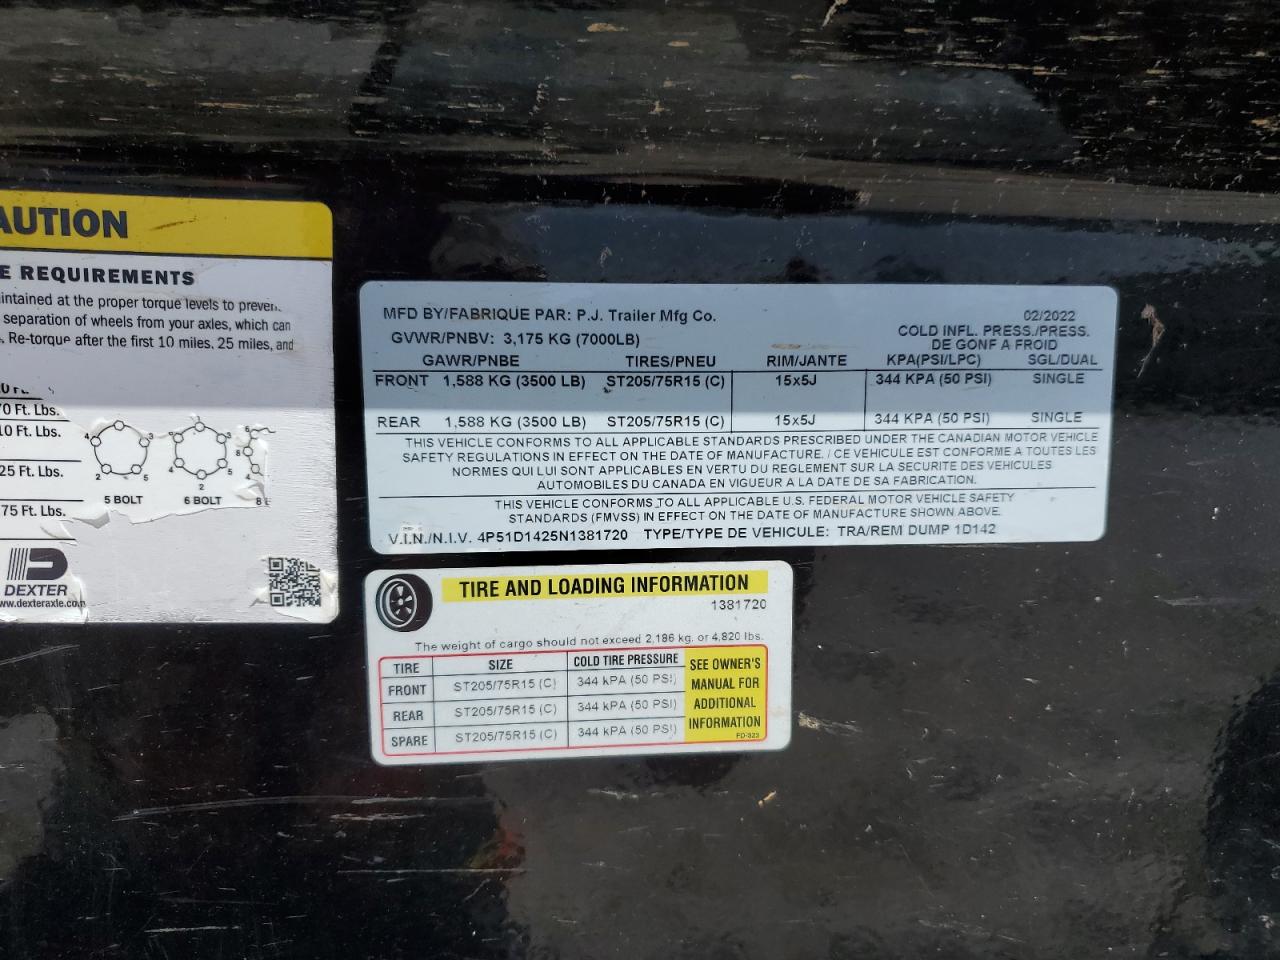 AUTION
E REQUIREMENTS
intained at the proper torque levels to preven
separation of wheels from your axles, which can
Re-torque after the first 10 miles, 25 miles, and
0 Ft. Lbs.
10 Ft. Lbs.
25 Ft. Lbs.
75 Ft. Lbs.
5 BOLT
6 BOLT
8
DEXTER
www.dexteraxle.com
MFD BY/FABRIQUE PAR: P.J. Trailer Mfg Co.
02/2022
GVWR/PNBV: 3,175 KG (7000LB)
COLD INFL. PRESS./PRESS.
DE GONF A FROID
GAWR/PNBE TIRES/PNEU RIM/JANTE KPA(PSI/LPC) SGL/DUAL
FRONT 1,588 KG (3500 LB) ST205/75R15 (C) 15x5J 344 KPA (50 PSI) SINGLE
REAR 1,588 KG (3500 LB) ST205/75R15 (C) 15x5J 344 KPA (50 PSI) SINGLE
THIS VEHICLE CONFORMS TO ALL APPLICABLE STANDARDS PRESCRIBED UNDER THE CANADIAN MOTOR VEHICLE
SAFETY REGULATIONS IN EFFECT ON THE DATE OF MANUFACTURE. / CE VEHICULE EST CONFORME A TOUTES LES
NORMES QUI LUI SONT APPLICABLES EN VERTU DU REGLEMENT SUR LA SECURITE DES VEHICULES
AUTOMOBILES DU CANADA EN VIGUEUR A LA DATE DE SA FABRICATION.
THIS VEHICLE CONFORMS TO ALL APPLICABLE U.S. FEDERAL MOTOR VEHICLE SAFETY
STANDARDS (FMVSS) IN EFFECT ON THE DATE OF MANUFACTURE SHOWN ABOVE.
V.I.N./N.I.V. 4P51D1425N1381720 TYPE/TYPE DE VEHICULE: TRA/REM DUMP 1D142
TIRE AND LOADING INFORMATION
1381720
The weight of cargo should not exceed 2,186 kg. or 4,820 lbs.
TIRE SIZE COLD TIRE PRESSURE
FRONT ST205/75R15 (C) 344 kPA (50 PSI)
REAR ST205/75R15 (C) 344 kPA (50 PSI)
SPARE ST205/75R15 (C) 344 kPA (50 PSI)
SEE OWNER'S
MANUAL FOR
ADDITIONAL
INFORMATION
FD-323